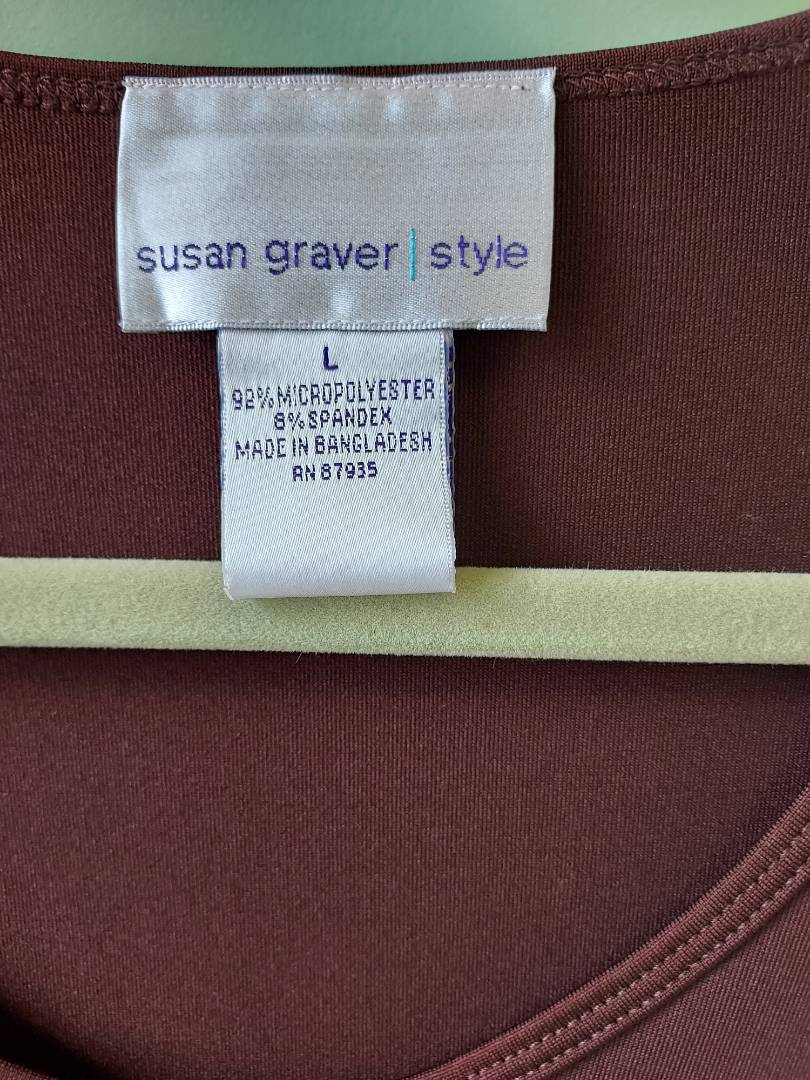 susan graver | style
L
92% MICROPOLYESTER
8% SPANDEX
MADE IN BANGLADESH
RN 87935